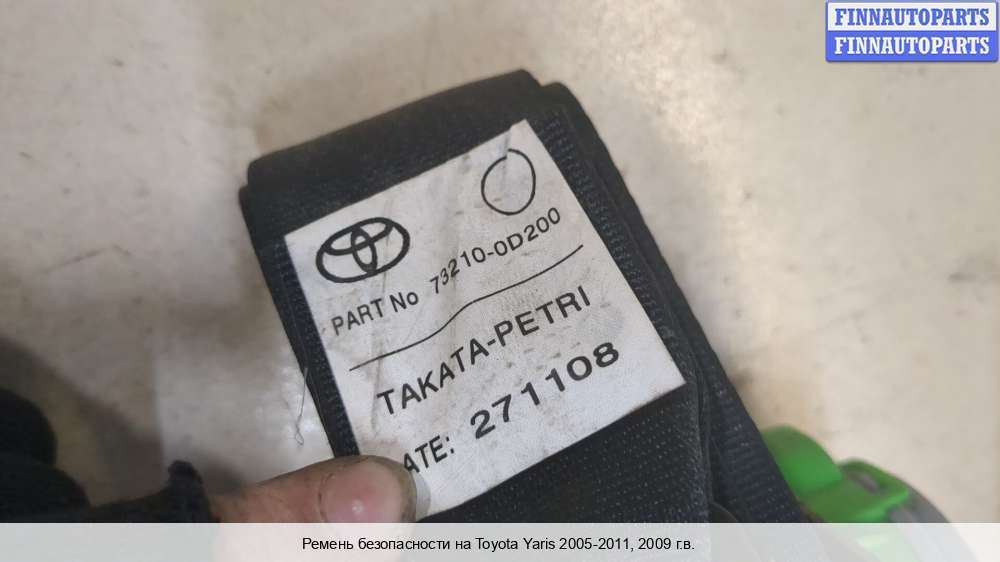 FINNAUTOPARTS
FINNAUTOPARTS
PART No 73210-0D200
TAKATA-PETRI
ATE: 271108
Ремень безопасности на Toyota Yaris 2005-2011, 2009 г.в.